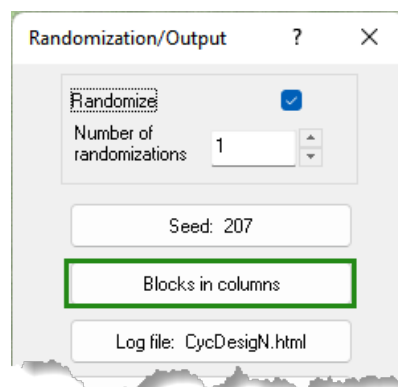 Randomization/Output ? ×
Randomize
Number of
randomizations 1
Seed: 207
Blocks in columns
Log file: CycDesigN.html